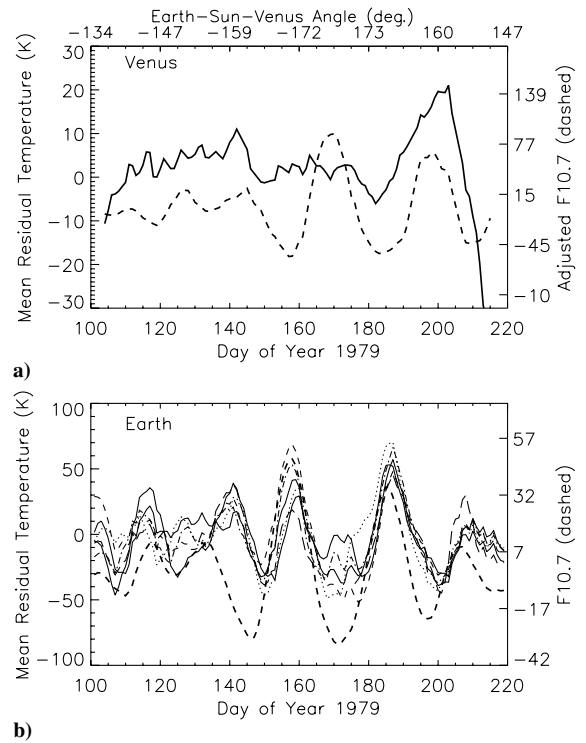 Earth-Sun-Venus Angle (deg.)
-134 -147 -159 -172 173 160 147
a)
Venus
Mean Residual Temperature (K)
30
20
10
0
-10
-20
-30
139
77
15
-45
-10
Adjusted F10.7 (dashed)
100 120 140 160 180 200 220
Day of Year 1979
a)
Earth
Mean Residual Temperature (K)
100
50
0
-50
-100
57
32
7
-17
-42
F10.7 (dashed)
100 120 140 160 180 200 220
Day of Year 1979
b)